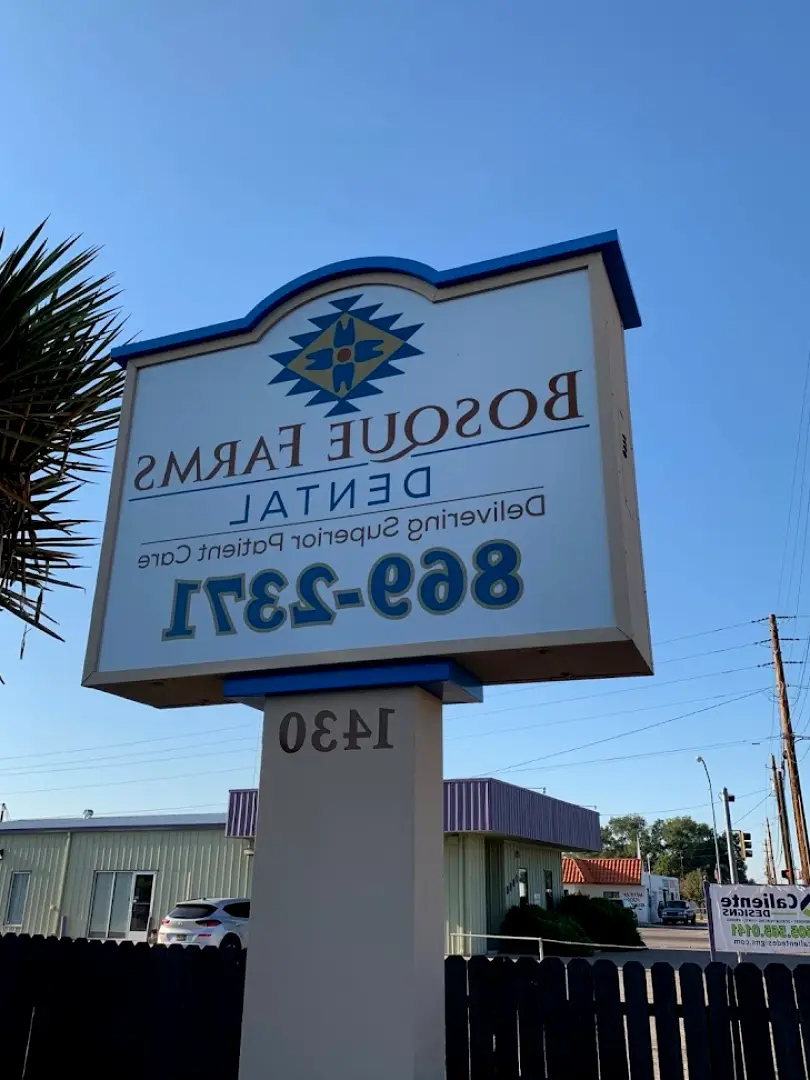 BOSQUE FARMS
DENTAL
Delivering Superior Patient Care
869-2371
1430
Caliente
DESIGNS